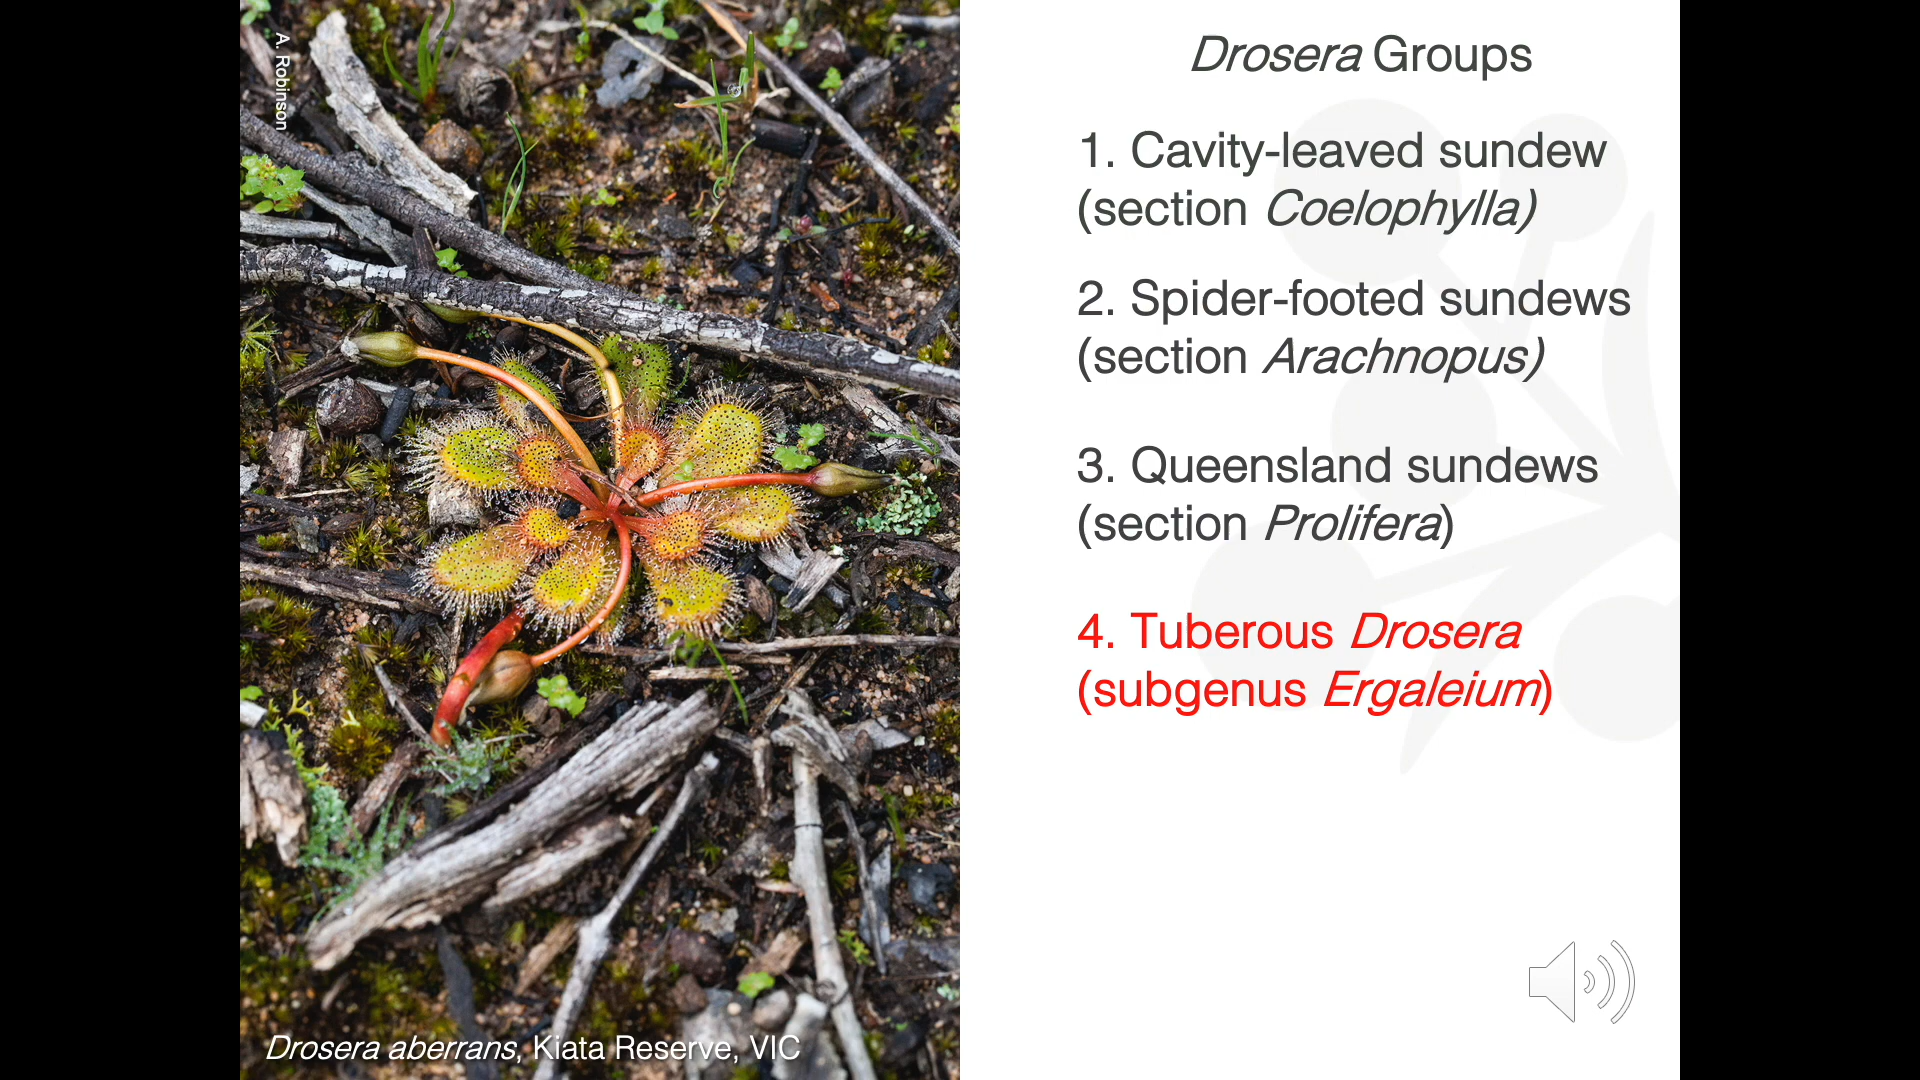 A. Robinson
Drosera aberrans, Kiata Reserve, VIC
Drosera Groups
1. Cavity-leaved sundew
(section Coelophylla)
2. Spider-footed sundews
(section Arachnopus)
3. Queensland sundews
(section Prolifera)
4. Tuberous Drosera
(subgenus Ergaleium)